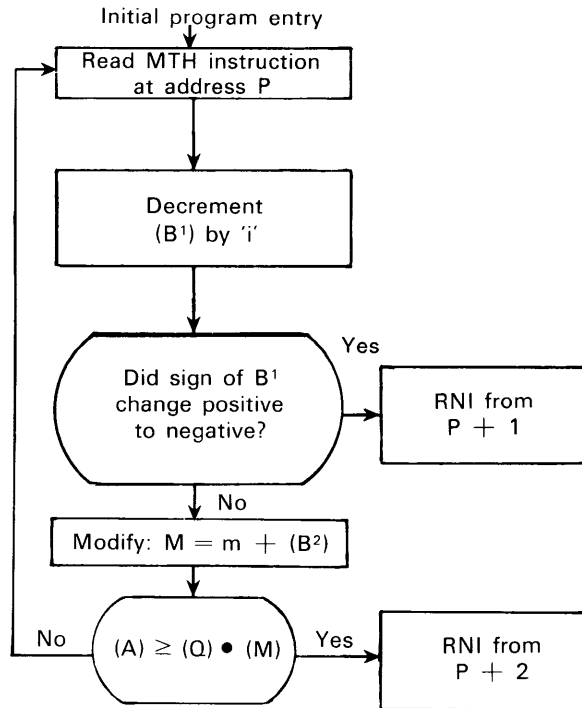 Initial program entry
Read MTH instruction
at address P
Decrement
(B¹) by 'i'
Did sign of B¹
change positive
to negative?
Yes
RNI from
P + 1
No
Modify: M = m + (B²)
No
(A) ≥ (Q) ● (M)
Yes
RNI from
P + 2